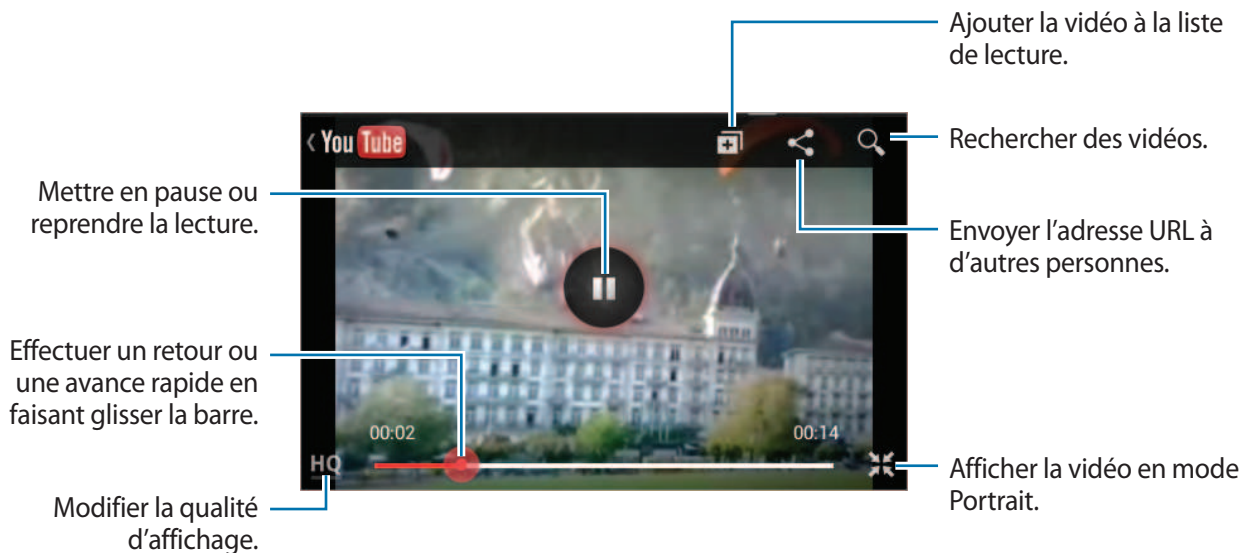 Ajouter la vidéo à la liste
de lecture.
You Tube
Rechercher des vidéos.
Mettre en pause ou
reprendre la lecture.
Envoyer l’adresse URL à
d’autres personnes.
Effectuer un retour ou
une avance rapide en
faisant glisser la barre.
00:02
00:14
HQ
Afficher la vidéo en mode
Portrait.
Modifier la qualité
d’affichage.